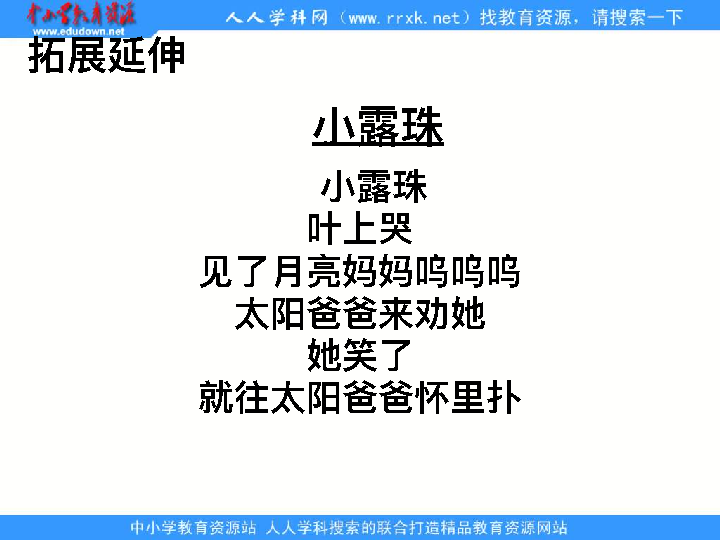 中小学教育资源
www.edudown.net
人人学科网（www.rrxk.net）找教育资源，请搜索一下
拓展延伸
小露珠
小露珠
叶上哭
见了月亮妈妈呜呜呜
太阳爸爸来劝她
她笑了
就往太阳爸爸怀里扑
中小学教育资源站 人人学科搜索的联合打造精品教育资源网站